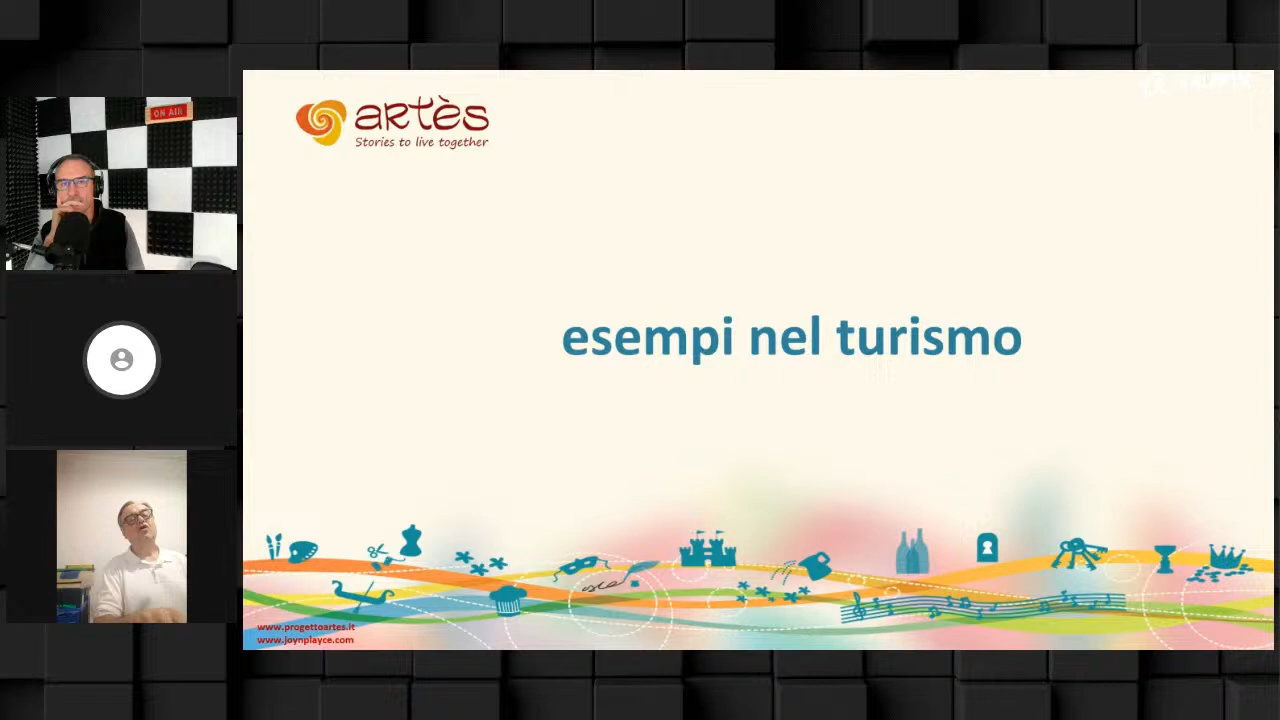 ON AIR
artès
Stories to live together
esempi nel turismo
www.progettoartes.it
www.joynplayce.com